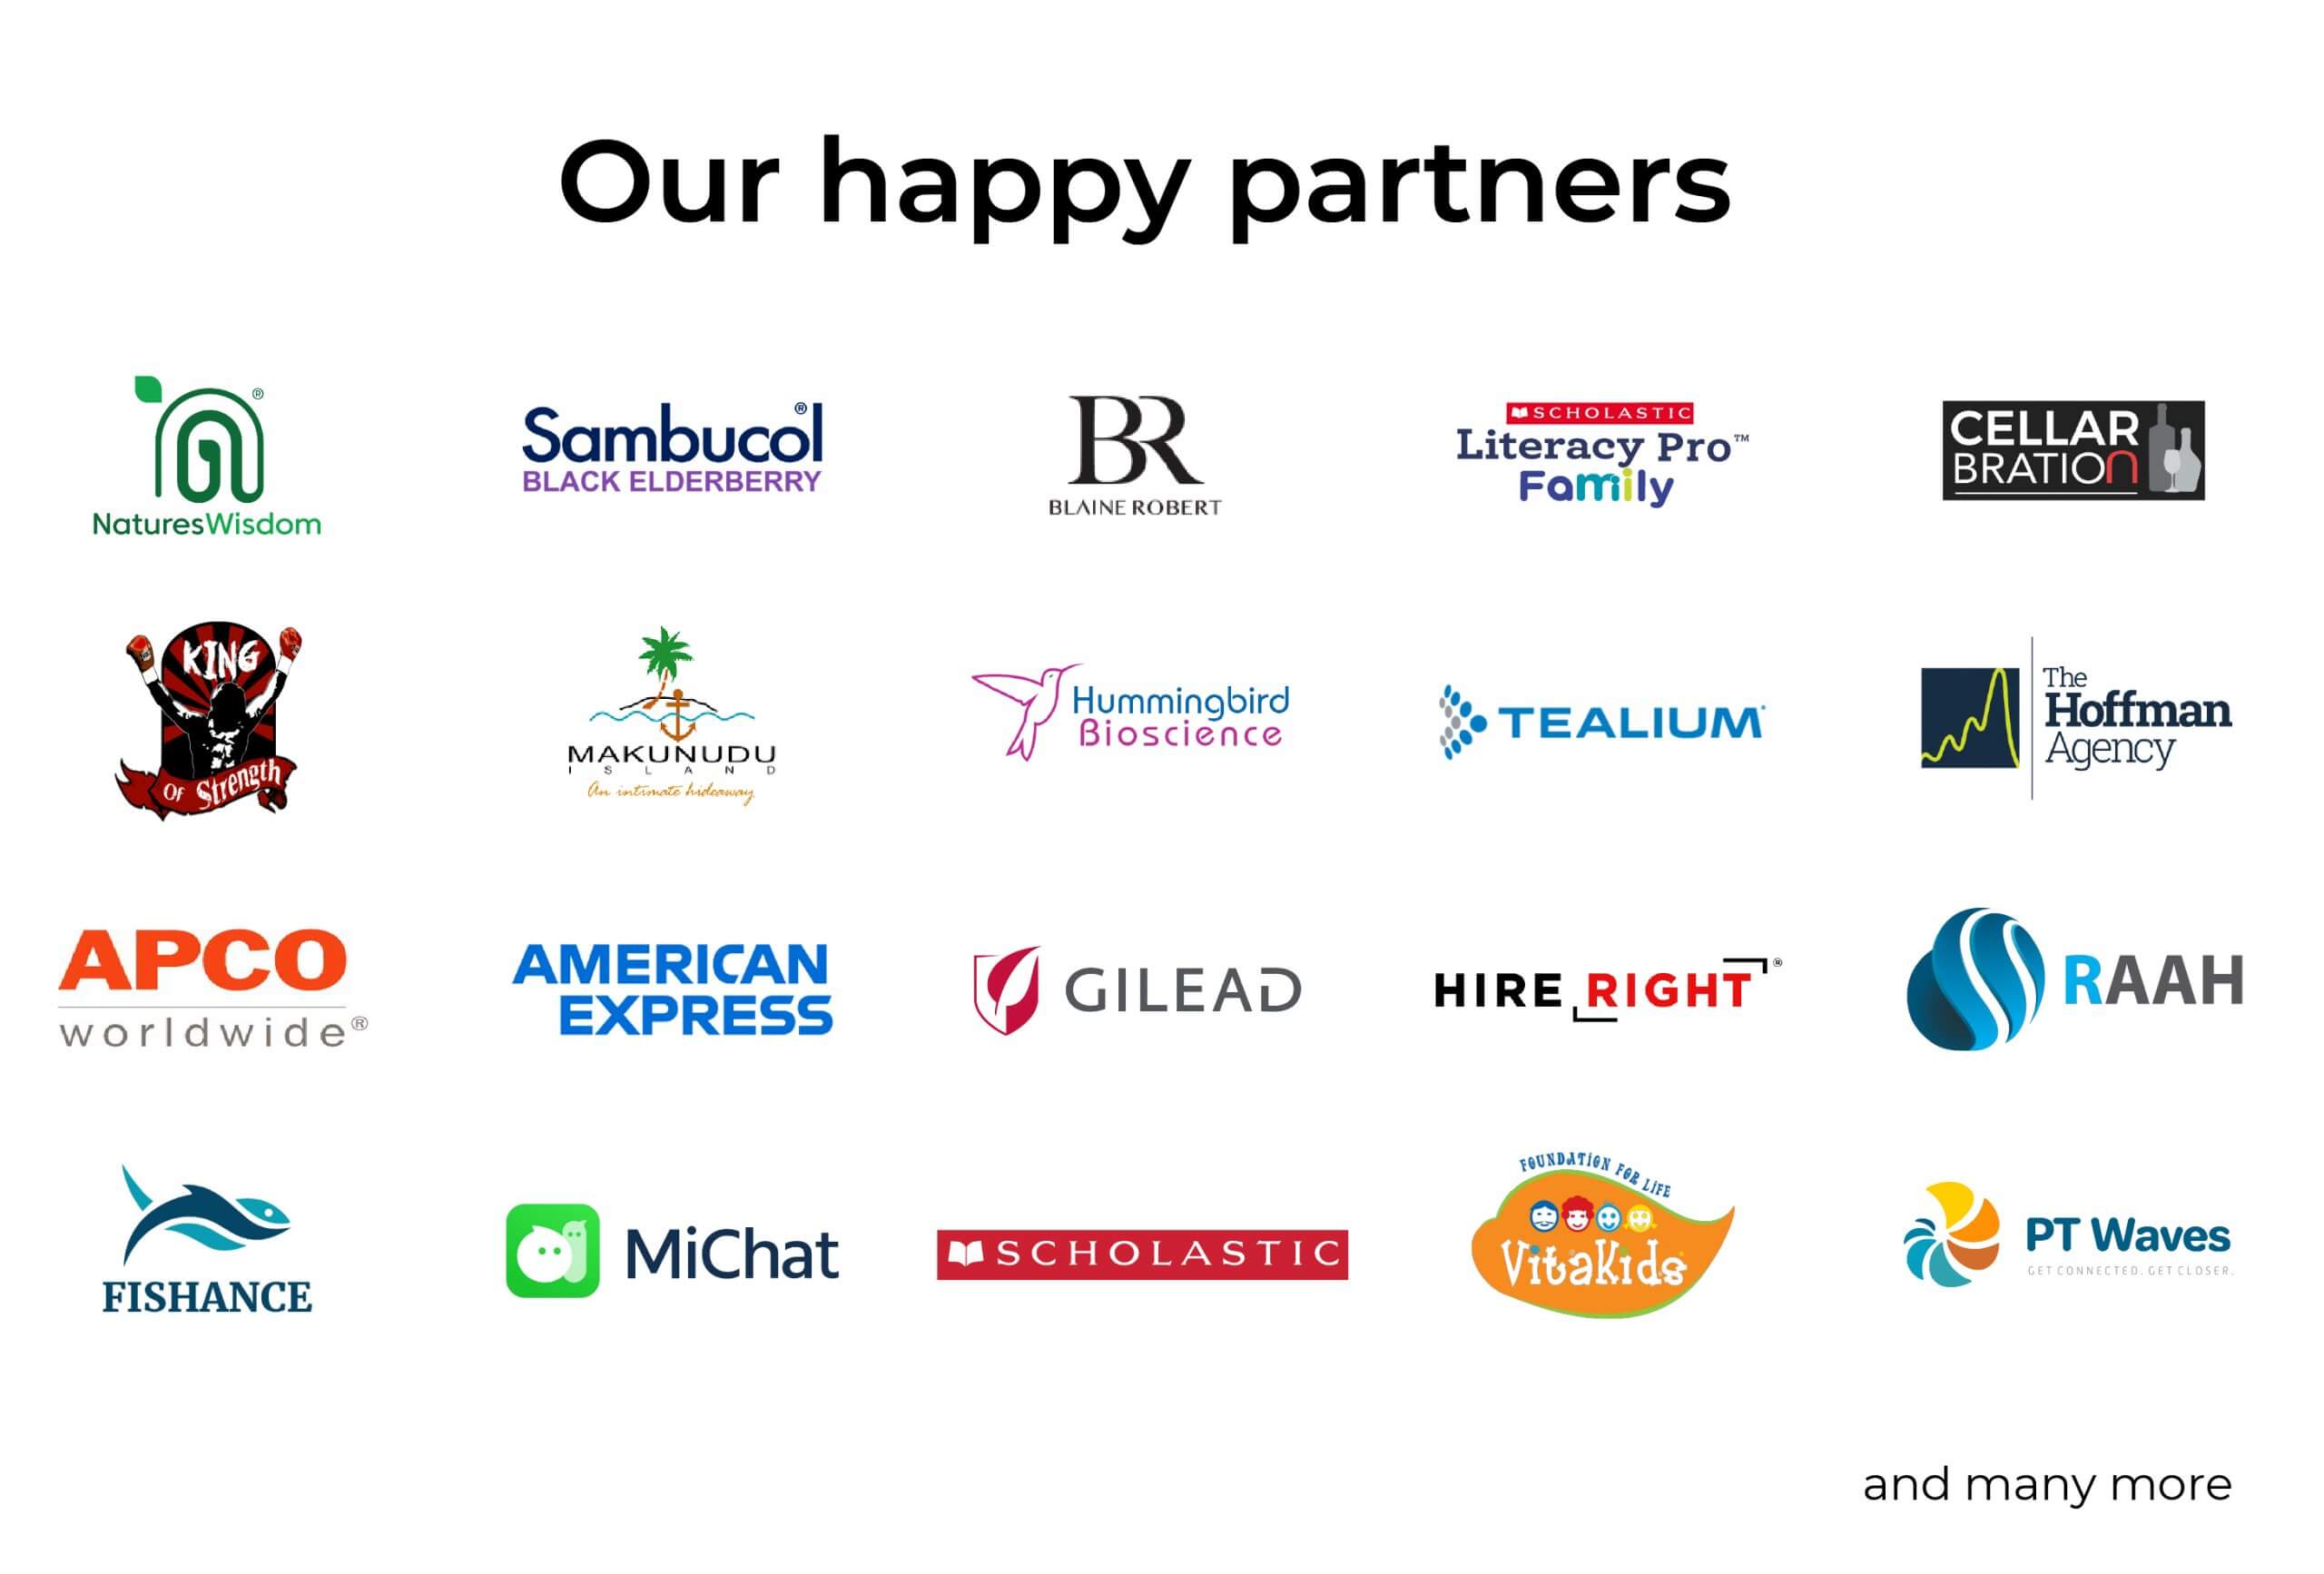 Our happy partners
NaturesWisdom®
Sambucol®
BLACK ELDERBERRY
BR
BLAINE ROBERT
SCHOLASTIC
Literacy Pro™
Family
CELLAR
BRATION
KING
OF Strength
MAKUNUDU
ISLAND
An intimate hideaway
Hummingbird
Bioscience
TEALIUM
The
Hoffman
Agency
APCO
worldwide®
AMERICAN
EXPRESS
GILEAD
HIRE RIGHT®
RAAH
FISHANCE
MiChat
SCHOLASTIC
FOUNDATION FOR LIFE
VitaKids
PT Waves
GET CONNECTED. GET CLOSER.
and many more